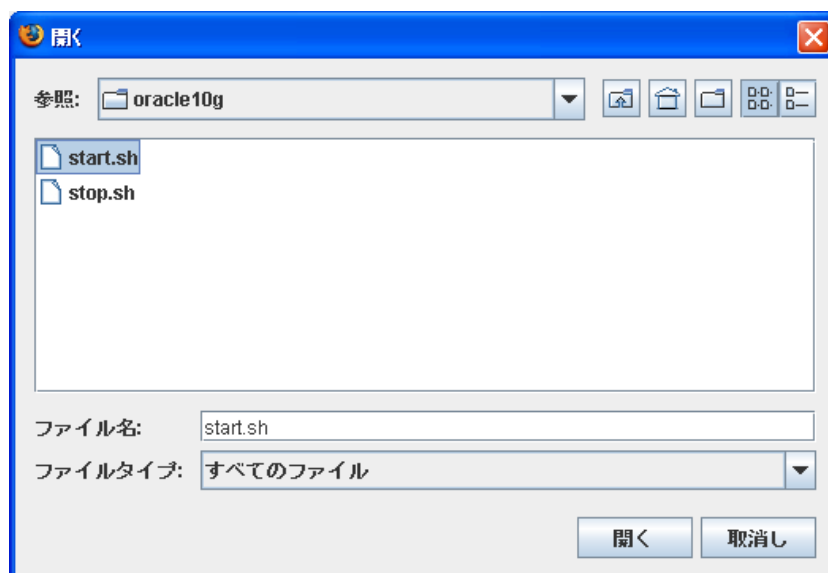 開く
参照: oracle10g
start.sh
stop.sh
ファイル名: start.sh
ファイルタイプ: すべてのファイル
開く 取消し